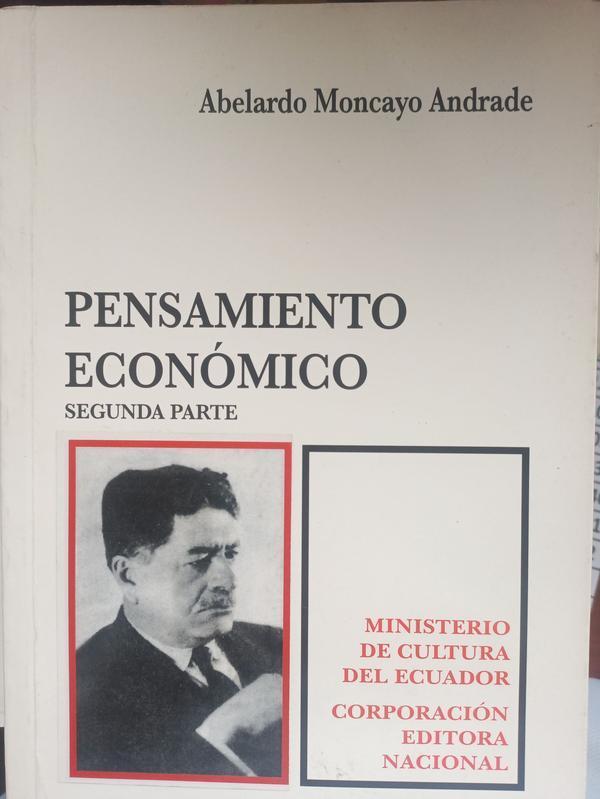 Abelardo Moncayo Andrade
PENSAMIENTO
ECONÓMICO
SEGUNDA PARTE
MINISTERIO
DE CULTURA
DEL ECUADOR
CORPORACIÓN
EDITORA
NACIONAL